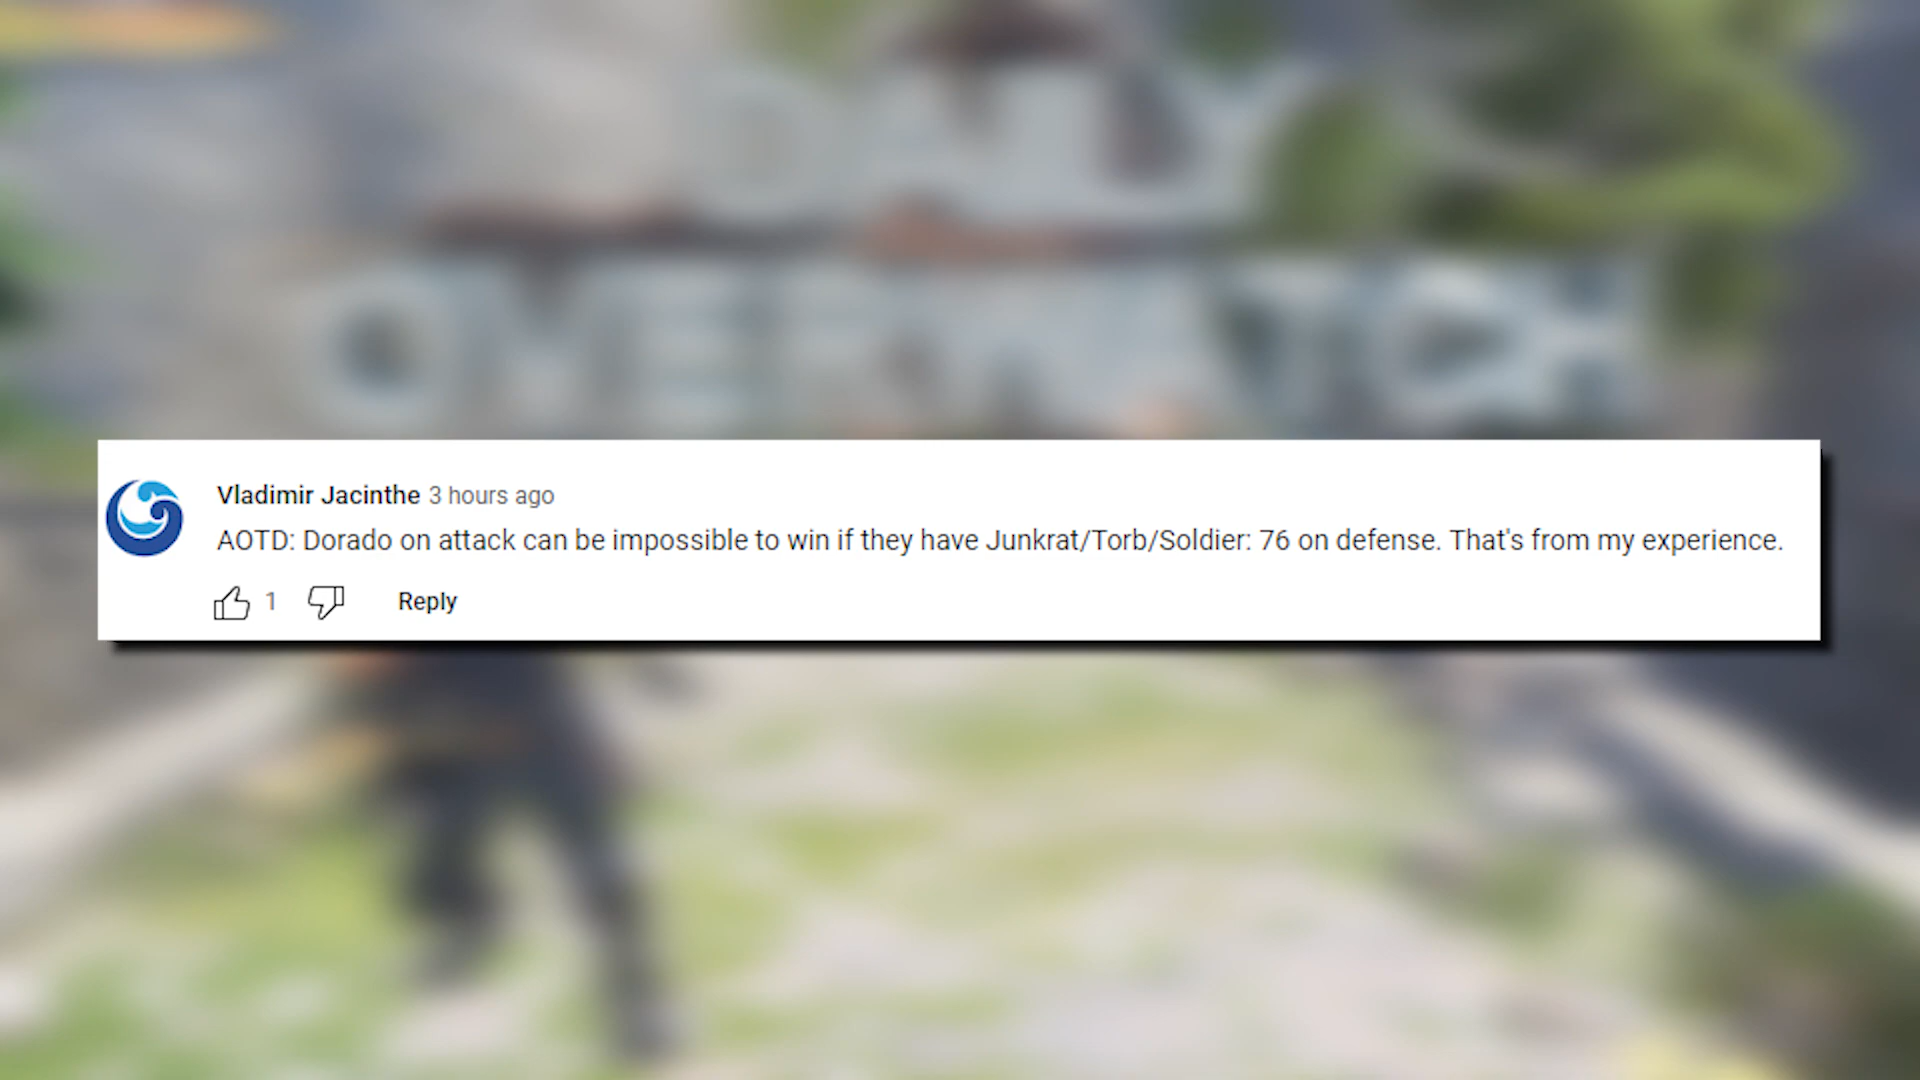 Vladimir Jacinthe 3 hours ago
AOTD: Dorado on attack can be impossible to win if they have Junkrat/Torb/Soldier: 76 on defense. That's from my experience.
1 Reply